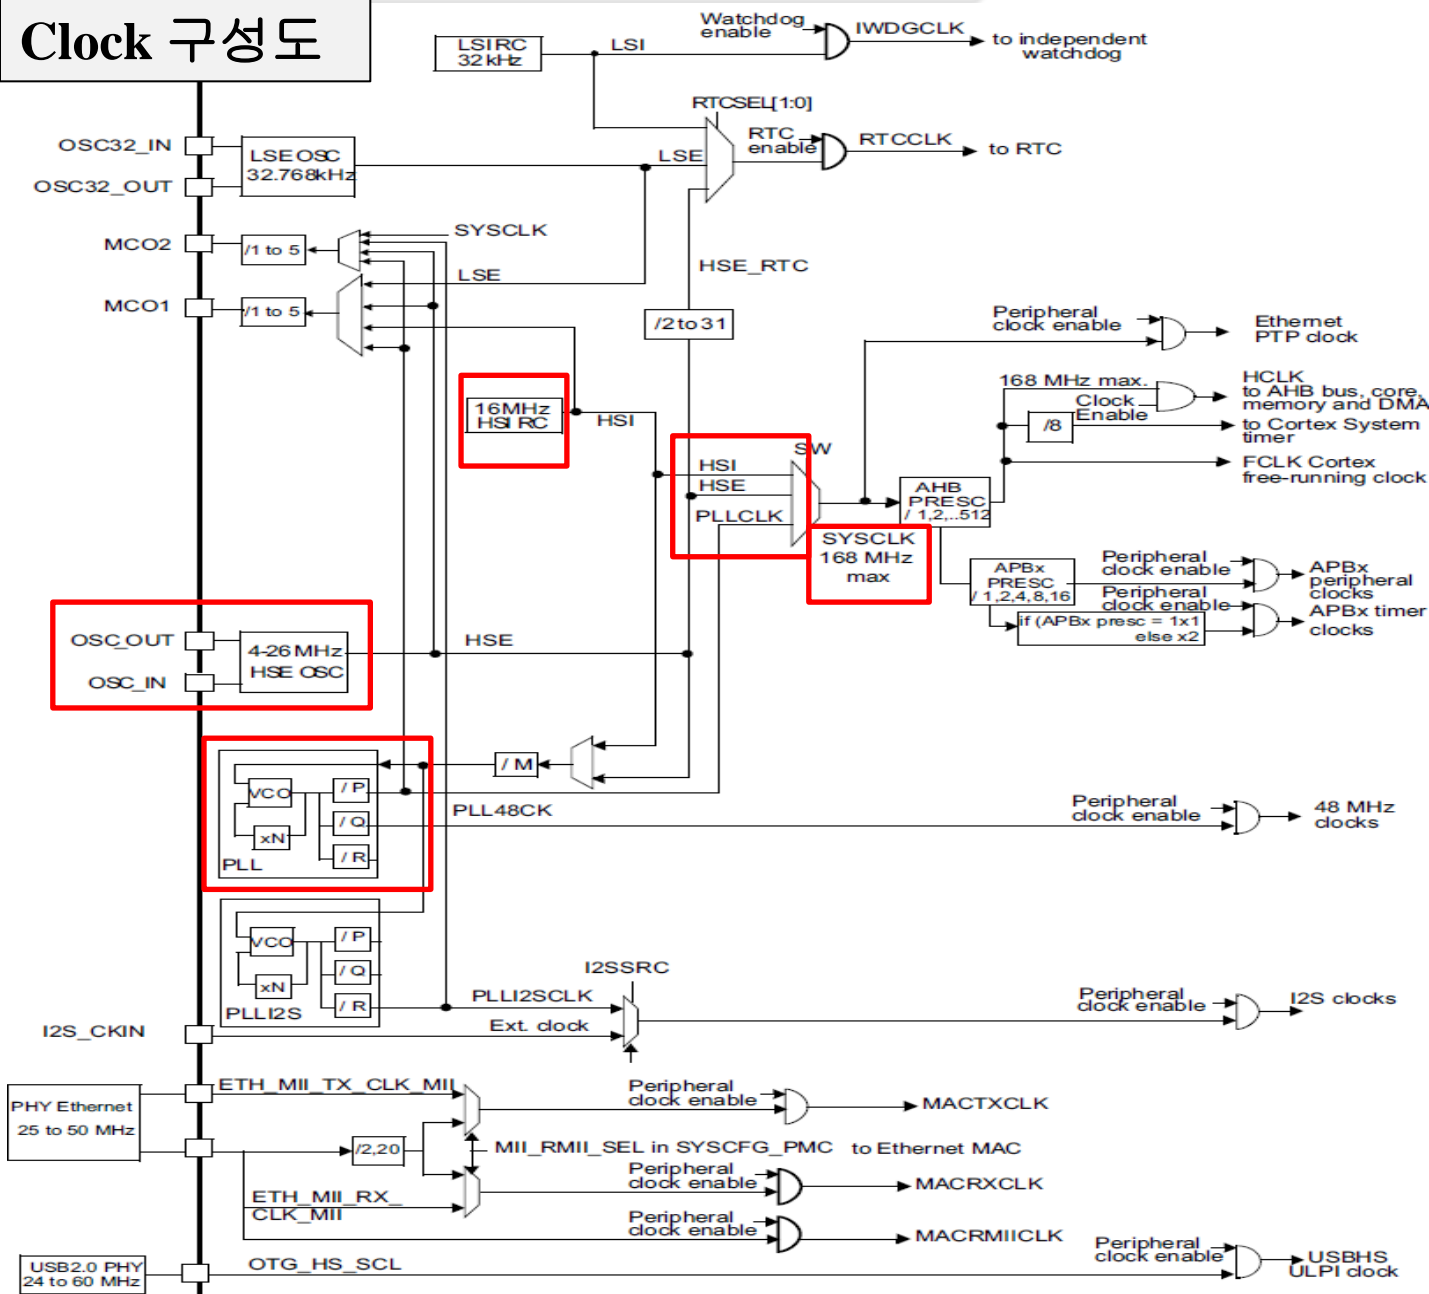 Clock 구성도
Watchdog
enable
IWDGCLK
to independent
watchdog
LSI RC
32 kHz
LSI
RTCSEL[1:0]
OSC32_IN
OSC32_OUT
LSE OSC
32.768kHz
LSE
RTC
enable
RTCCLK
to RTC
MCO2
/1 to 5
SYSCLK
LSE
HSE_RTC
MCO1
/1 to 5
/2 to 31
Peripheral
clock enable
Ethernet
PTP clock
16MHz
HSI RC
HSI
168 MHz max.
Clock
Enable
HCLK
to AHB bus, core,
memory and DMA
/8
to Cortex System
timer
FCLK Cortex
free-running clock
SW
HSI
HSE
PLLCLK
AHB
PRESC
/ 1,2,..512
SYSCLK
168 MHz
max
APBx
PRESC
/ 1,2,4,8,16
Peripheral
clock enable
APBx
peripheral
clocks
Peripheral
clock enable
if (APBx presc = 1x1
else x2
APBx timer
clocks
OSC_OUT
OSC_IN
4-26 MHz
HSE OSC
HSE
/ M
VCO
xN
/ P
/ Q
/ R
PLL
PLL48CK
Peripheral
clock enable
48 MHz
clocks
VCO
xN
/ P
/ Q
/ R
PLLI2S
I2SSRC
PLLI2SCLK
Ext. clock
I2S_CKIN
Peripheral
clock enable
I2S clocks
PHY Ethernet
25 to 50 MHz
ETH_MII_TX_CLK_MII
Peripheral
clock enable
MACTXCLK
/2,20
MII_RMII_SEL in SYSCFG_PMC
to Ethernet MAC
ETH_MII_RX_
CLK_MII
Peripheral
clock enable
MACRXCLK
Peripheral
clock enable
MACRMIICLK
USB2.0 PHY
24 to 60 MHz
OTG_HS_SCL
Peripheral
clock enable
USBHS
ULPI clock